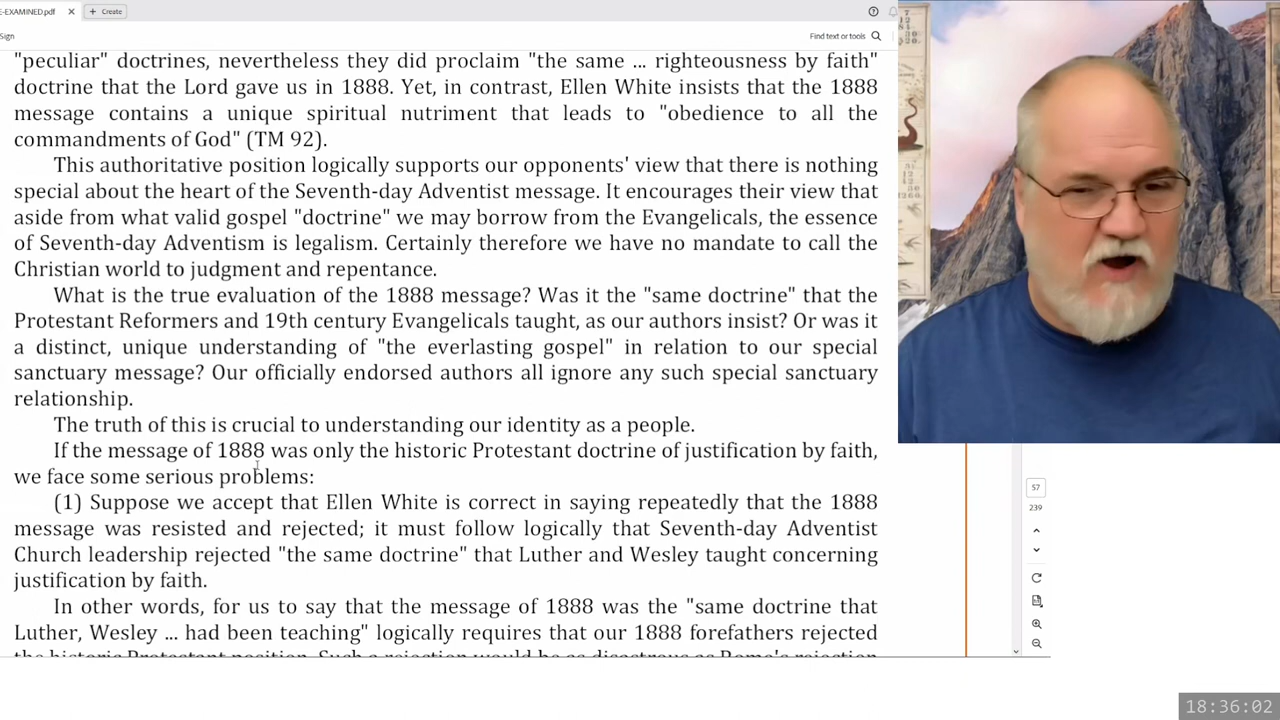 E-EXAMINED.pdf
Create
Sign
Find text or tools
"peculiar" doctrines, nevertheless they did proclaim "the same ... righteousness by faith"
doctrine that the Lord gave us in 1888. Yet, in contrast, Ellen White insists that the 1888
message contains a unique spiritual nutriment that leads to "obedience to all the
commandments of God" (TM 92).
This authoritative position logically supports our opponents' view that there is nothing
special about the heart of the Seventh-day Adventist message. It encourages their view that
aside from what valid gospel "doctrine" we may borrow from the Evangelicals, the essence
of Seventh-day Adventism is legalism. Certainly therefore we have no mandate to call the
Christian world to judgment and repentance.
What is the true evaluation of the 1888 message? Was it the "same doctrine" that the
Protestant Reformers and 19th century Evangelicals taught, as our authors insist? Or was it
a distinct, unique understanding of "the everlasting gospel" in relation to our special
sanctuary message? Our officially endorsed authors all ignore any such special sanctuary
relationship.
The truth of this is crucial to understanding our identity as a people.
If the message of 1888 was only the historic Protestant doctrine of justification by faith,
we face some serious problems:
(1) Suppose we accept that Ellen White is correct in saying repeatedly that the 1888
message was resisted and rejected; it must follow logically that Seventh-day Adventist
Church leadership rejected "the same doctrine" that Luther and Wesley taught concerning
justification by faith.
In other words, for us to say that the message of 1888 was the "same doctrine that
Luther, Wesley ... had been teaching" logically requires that our 1888 forefathers rejected
the historic Protestant position. Such a rejection would be as disastrous as Rome's rejection
57
239
18:36:02